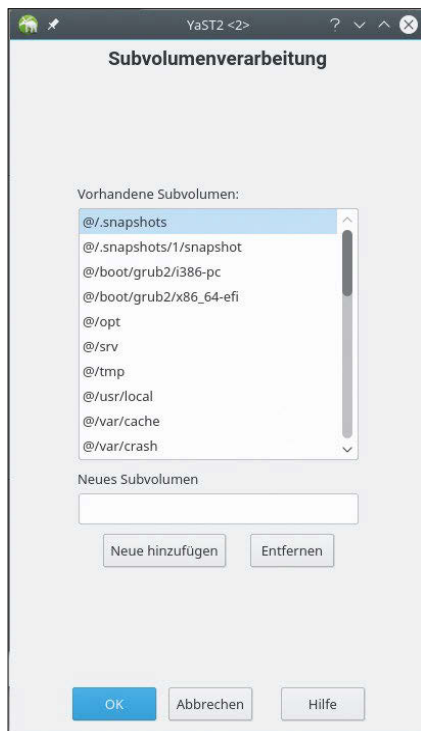 YaST2 <2>
Subvolumenverarbeitung
Vorhandene Subvolumen:
@/.snapshots
@/.snapshots/1/snapshot
@/boot/grub2/i386-pc
@/boot/grub2/x86_64-efi
@/opt
@/srv
@/tmp
@/usr/local
@/var/cache
@/var/crash
Neues Subvolumen
Neue hinzufügen Entfernen
OK Abbrechen Hilfe